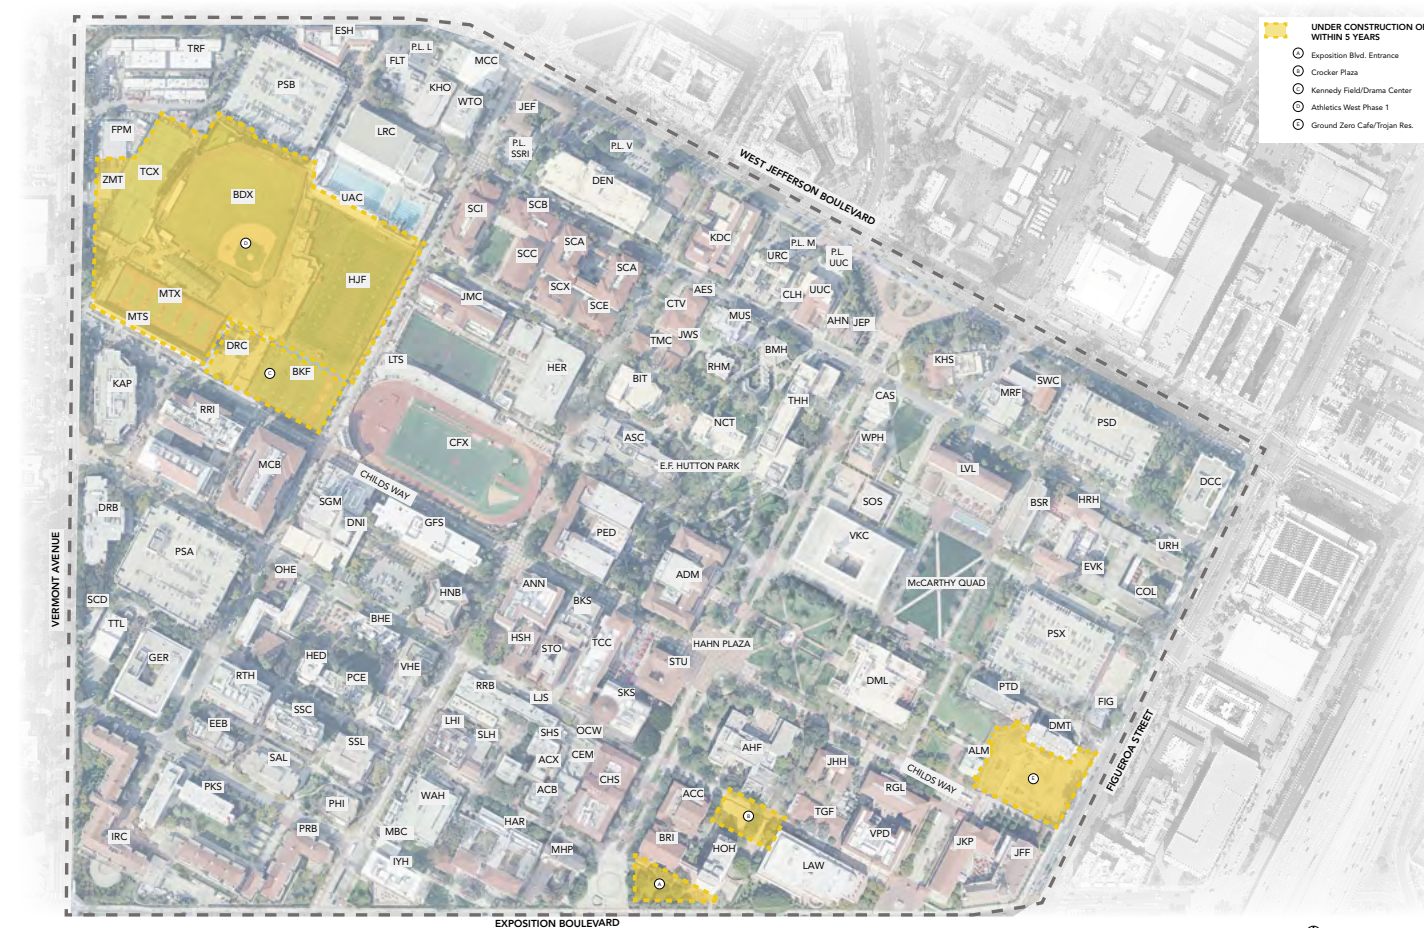 UNDER CONSTRUCTION O
WITHIN 5 YEARS
A Exposition Blvd. Entrance
B Crocker Plaza
C Kennedy Field/Drama Center
D Athletics West Phase 1
E Ground Zero Cafe/Trojan Res.
ESH
TRF
P.L. L
FLT
MCC
PSB
KHO
WTO
JEF
FPM
LRC
P.L.
SSRI
P.L. V
WEST JEFFERSON BOULEVARD
ZMT
TCX
BDX
UAC
DEN
SCI
SCB
KDC
P.L. M
URC
P.L.
UUC
D
SCC
SCA
SCA
HJF
SCX
SCE
AES
CLH
UUC
MTX
JMC
CTV
MTS
MUS
AHN
JEP
DRC
TMC
JWS
LTS
BMH
KHS
C
BKF
HER
RHM
BIT
KAP
SWC
MRF
THH
CAS
RRI
NCT
PSD
CFX
ASC
WPH
MCB
E.F. HUTTON PARK
LVL
DCC
CHILDS WAY
SGM
SOS
BSR
HRH
DRB
DNI
GFS
PED
VKC
URH
PSA
VERMONT AVENUE
OHE
ADM
EVK
ANN
McCARTHY QUAD
HNB
COL
SCD
BKS
TTL
BHE
HSH
STO
TCC
HAHN PLAZA
PSX
GER
HED
STU
VHE
RTH
PCE
DML
RRB
PTD
LJS
SKS
FIG
SSC
EEB
LHI
SLH
SHS
OCW
DMT
SSL
AHF
ALM
SAL
ACX
CEM
JHH
CHILDS WAY
E
FIGUEROA STREET
PKS
CHS
RGL
ACB
WAH
ACC
PHI
B
TGF
HAR
PRB
MBC
IRC
BRI
VPD
JKP
MHP
HOH
JFF
IYH
LAW
A
EXPOSITION BOULEVARD